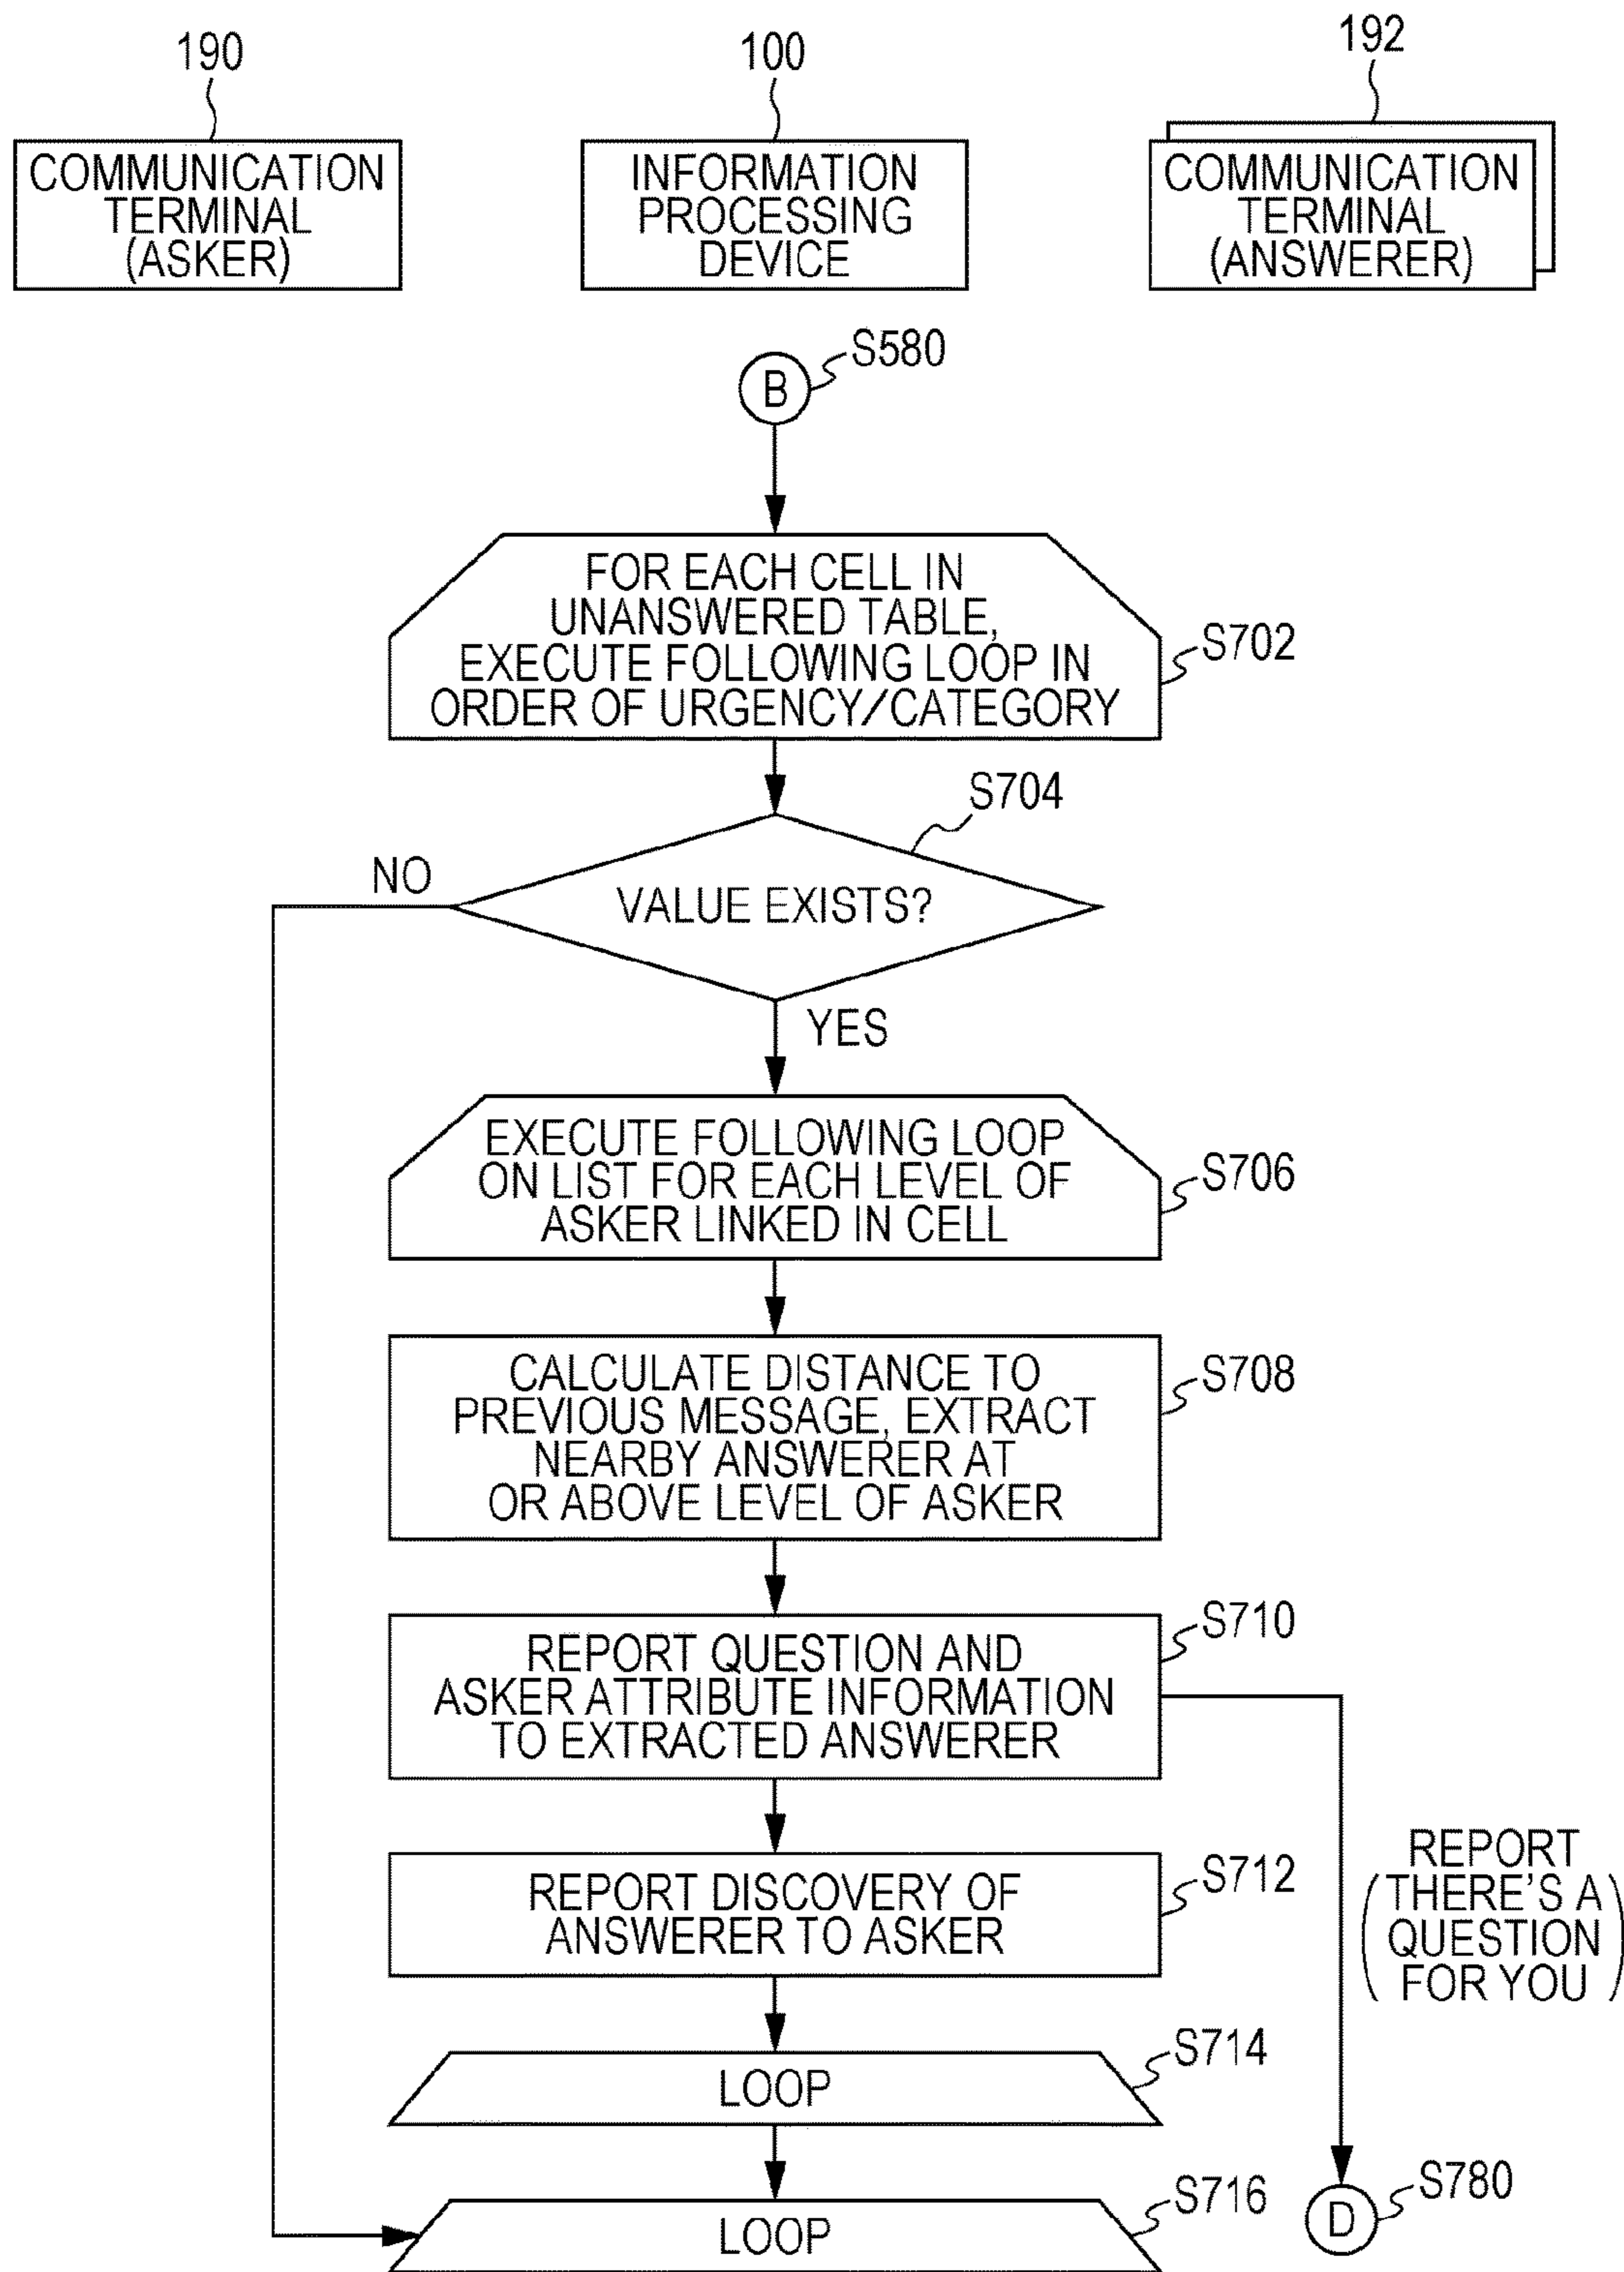 190
100
192
COMMUNICATION
TERMINAL
(ASKER)
INFORMATION
PROCESSING
DEVICE
COMMUNICATION
TERMINAL
(ANSWERER)
B
S580
FOR EACH CELL IN
UNANSWERED TABLE,
EXECUTE FOLLOWING LOOP IN
ORDER OF URGENCY/CATEGORY
S702
S704
NO
VALUE EXISTS?
YES
EXECUTE FOLLOWING LOOP
ON LIST FOR EACH LEVEL OF
ASKER LINKED IN CELL
S706
CALCULATE DISTANCE TO
PREVIOUS MESSAGE, EXTRACT
NEARBY ANSWERER AT
OR ABOVE LEVEL OF ASKER
S708
REPORT QUESTION AND
ASKER ATTRIBUTE INFORMATION
TO EXTRACTED ANSWERER
S710
REPORT DISCOVERY OF
ANSWERER TO ASKER
S712
REPORT
(THERE'S A
QUESTION
FOR YOU)
LOOP
S714
LOOP
S716
D
S780